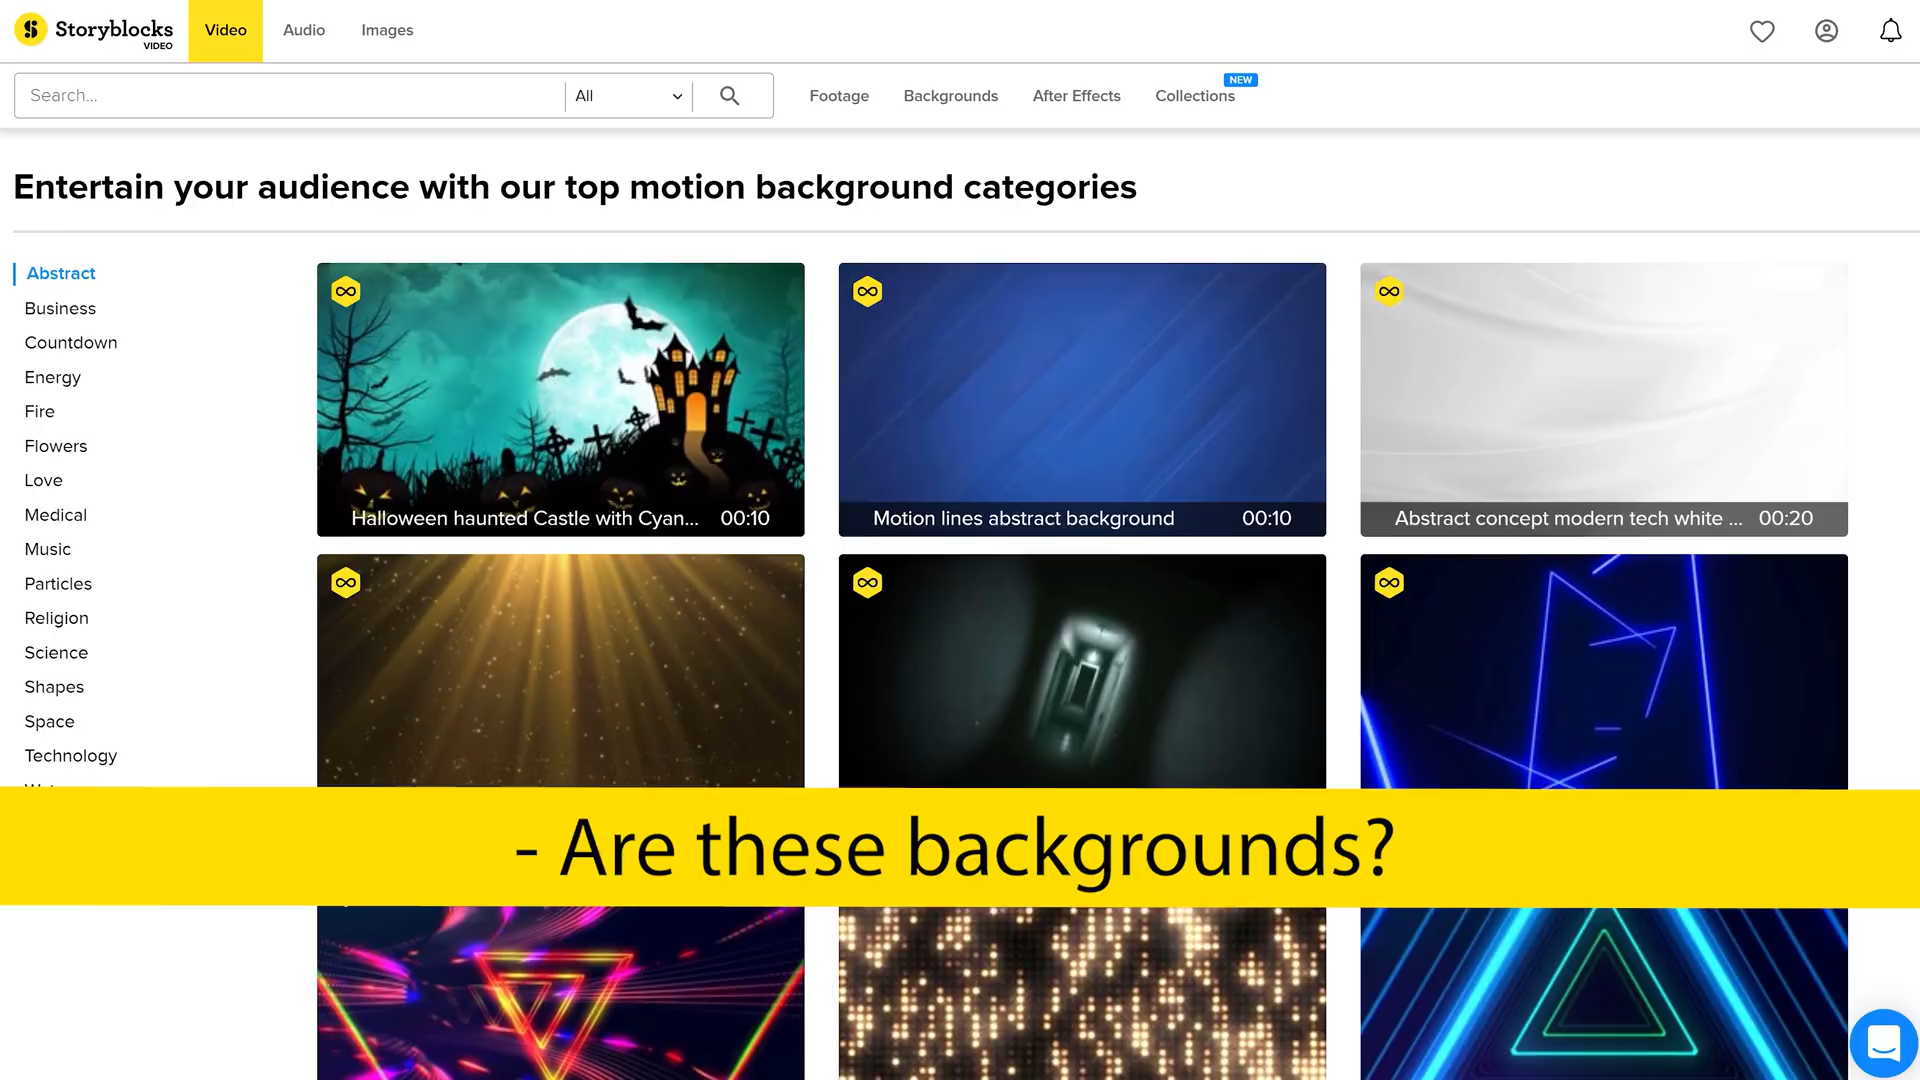 Storyblocks
VIDEO
Video
Audio
Images
Search...
All
Footage
Backgrounds
After Effects
Collections
NEW
Entertain your audience with our top motion background categories
Abstract
Business
Countdown
Energy
Fire
Flowers
Love
Medical
Music
Particles
Religion
Science
Shapes
Space
Technology
Halloween haunted Castle with Cyan... 00:10
Motion lines abstract background 00:10
Abstract concept modern tech white ... 00:20
- Are these backgrounds?